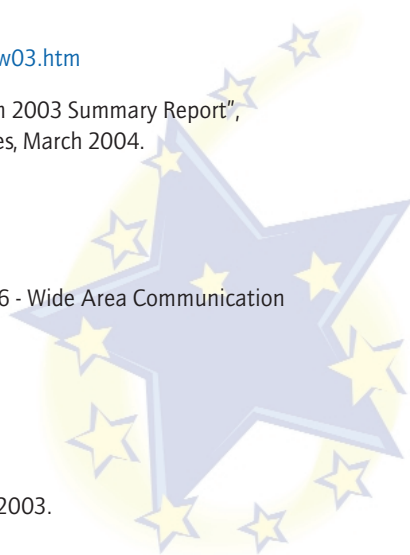 w03.htm
n 2003 Summary Report”,
es, March 2004.
6 - Wide Area Communication
2003.